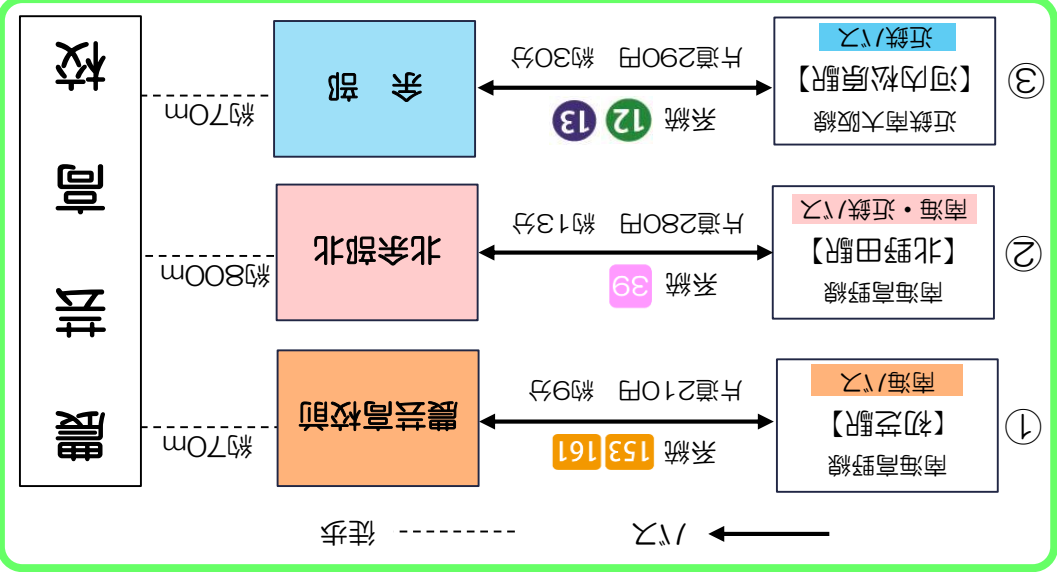 バス 徒歩
①
南海高野線
【初芝駅】
南海バス
系統 153 161
片道210円 約9分
農芸高校前
約70m
②
南海高野線
【北野田駅】
南海・近鉄バス
系統 39
片道280円 約13分
北余部北
約800m
③
近鉄南大阪線
【河内松原駅】
近鉄バス
系統 12 13
片道290円 約30分
余 部
約70m
農 芸 高 校